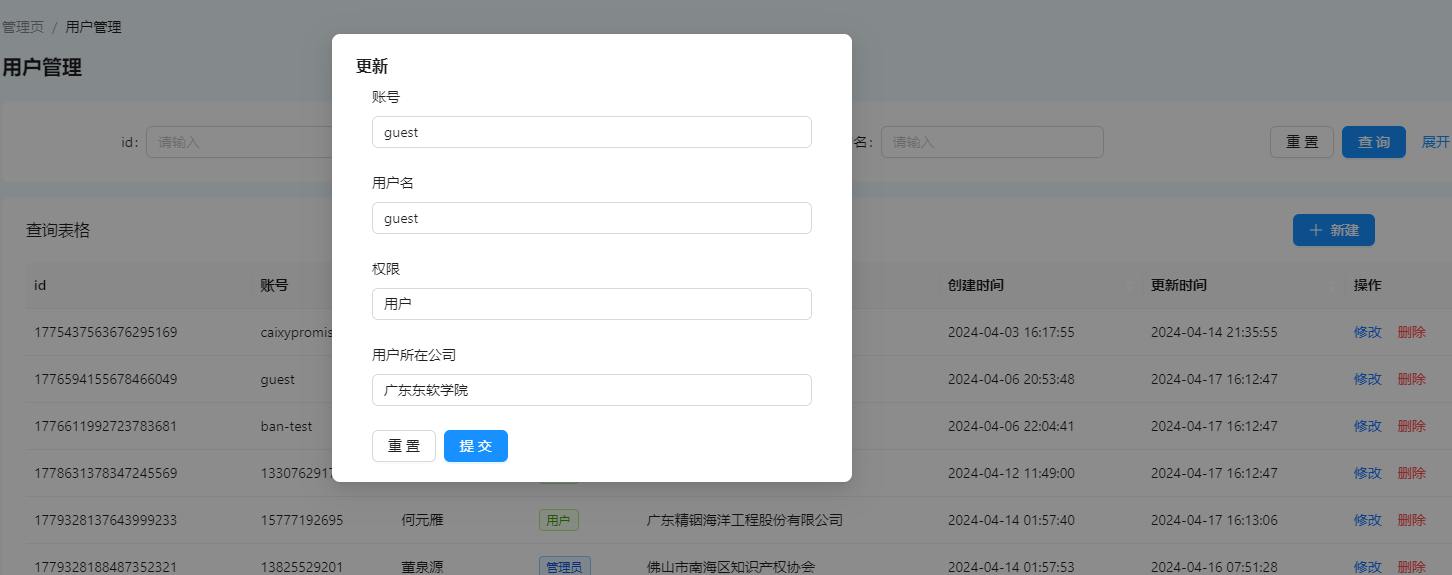 管理页 / 用户管理
用户管理
更新
账号
guest
用户名
guest
权限
用户
用户所在公司
广东东软学院
重 置 提 交
id: 请输入 名: 请输入 重 置 查 询 展开
查询表格 + 新建
id 账号 创建时间 更新时间 操作
1775437563676295169 caixypromis 2024-04-03 16:17:55 2024-04-14 21:35:55 修改 删除
1776594155678466049 guest 2024-04-06 20:53:48 2024-04-17 16:12:47 修改 删除
1776611992723783681 ban-test 2024-04-06 22:04:41 2024-04-17 16:12:47 修改 删除
1778631378347245569 1330762917 2024-04-12 11:49:00 2024-04-17 16:12:47 修改 删除
1779328137643999233 15777192695 何元雁 用户 广东精铟海洋工程股份有限公司 2024-04-14 01:57:40 2024-04-17 16:13:06 修改 删除
1779328188487352321 13825529201 董泉源 管理员 佛山市南海区知识产权协会 2024-04-14 01:57:53 2024-04-16 07:51:28 修改 删除